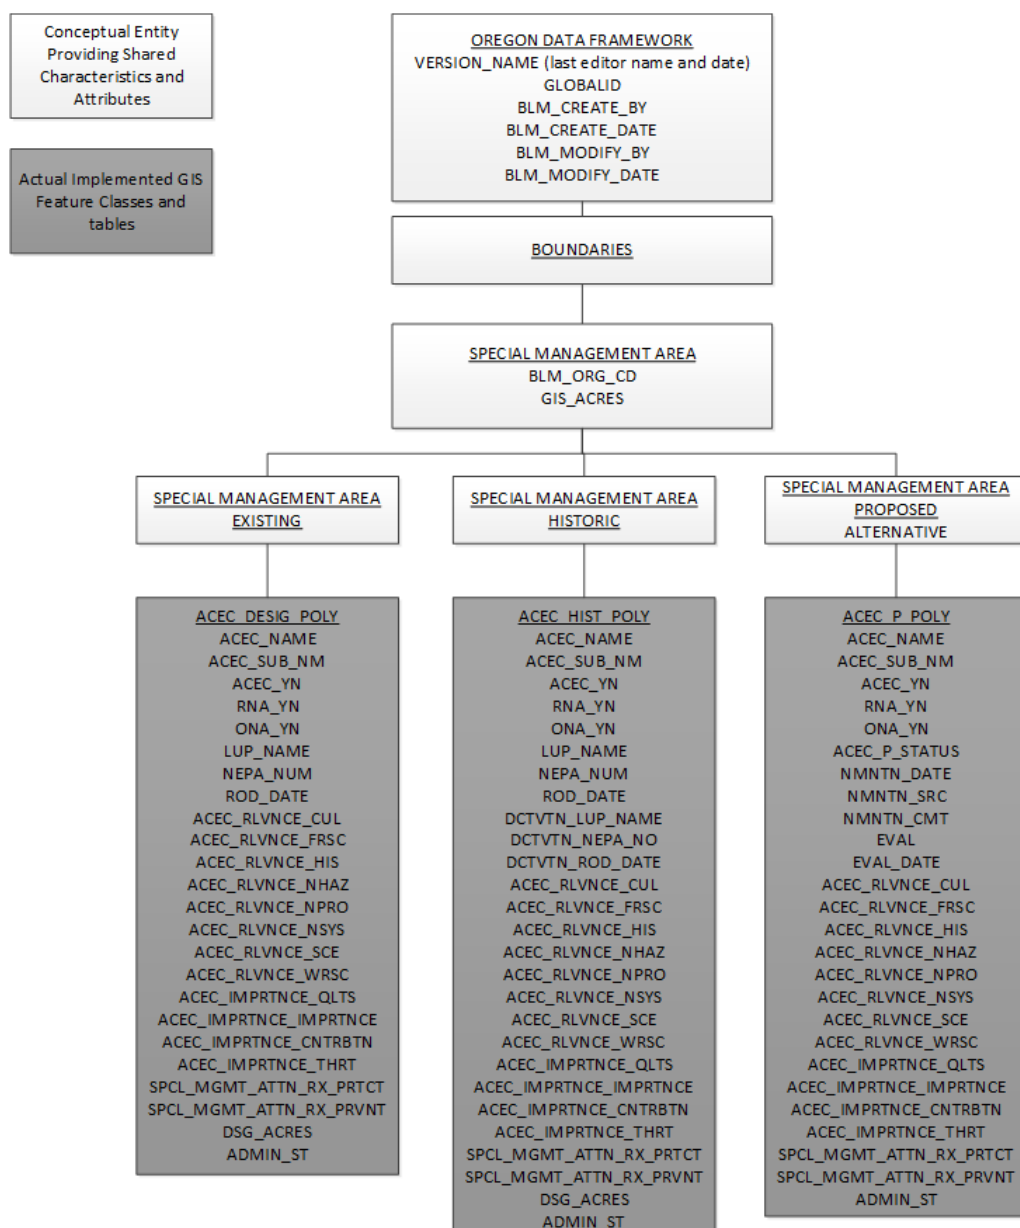 Conceptual Entity
Providing Shared
Characteristics and
Attributes
Actual Implemented GIS
Feature Classes and
tables
OREGON DATA FRAMEWORK
VERSION_NAME (last editor name and date)
GLOBALID
BLM_CREATE_BY
BLM_CREATE_DATE
BLM_MODIFY_BY
BLM_MODIFY_DATE
BOUNDARIES
SPECIAL MANAGEMENT AREA
BLM_ORG_CD
GIS_ACRES
SPECIAL MANAGEMENT AREA
EXISTING
SPECIAL MANAGEMENT AREA
HISTORIC
SPECIAL MANAGEMENT AREA
PROPOSED
ALTERNATIVE
ACEC_DESIG_POLY
ACEC_NAME
ACEC_SUB_NM
ACEC_YN
RNA_YN
ONA_YN
LUP_NAME
NEPA_NUM
ROD_DATE
ACEC_RLVNCE_CUL
ACEC_RLVNCE_FRSC
ACEC_RLVNCE_HIS
ACEC_RLVNCE_NHAZ
ACEC_RLVNCE_NPRO
ACEC_RLVNCE_NSYS
ACEC_RLVNCE_SCE
ACEC_RLVNCE_WRSC
ACEC_IMPRTNCE_QLTS
ACEC_IMPRTNCE_IMPRTNCE
ACEC_IMPRTNCE_CNTRBTN
ACEC_IMPRTNCE_THRT
SPCL_MGMT_ATTN_RX_PRTCT
SPCL_MGMT_ATTN_RX_PRVNT
DSG_ACRES
ADMIN_ST
ACEC_HIST_POLY
ACEC_NAME
ACEC_SUB_NM
ACEC_YN
RNA_YN
ONA_YN
LUP_NAME
NEPA_NUM
ROD_DATE
DCTVTN_LUP_NAME
DCTVTN_NEPA_NO
DCTVTN_ROD_DATE
ACEC_RLVNCE_CUL
ACEC_RLVNCE_FRSC
ACEC_RLVNCE_HIS
ACEC_RLVNCE_NHAZ
ACEC_RLVNCE_NPRO
ACEC_RLVNCE_NSYS
ACEC_RLVNCE_SCE
ACEC_RLVNCE_WRSC
ACEC_IMPRTNCE_QLTS
ACEC_IMPRTNCE_IMPRTNCE
ACEC_IMPRTNCE_CNTRBTN
ACEC_IMPRTNCE_THRT
SPCL_MGMT_ATTN_RX_PRTCT
SPCL_MGMT_ATTN_RX_PRVNT
DSG_ACRES
ADMIN_ST
ACEC_P_POLY
ACEC_NAME
ACEC_SUB_NM
ACEC_YN
RNA_YN
ONA_YN
ACEC_P_STATUS
NMNTN_DATE
NMNTN_SRC
NMNTN_CMT
EVAL
EVAL_DATE
ACEC_RLVNCE_CUL
ACEC_RLVNCE_FRSC
ACEC_RLVNCE_HIS
ACEC_RLVNCE_NHAZ
ACEC_RLVNCE_NPRO
ACEC_RLVNCE_NSYS
ACEC_RLVNCE_SCE
ACEC_RLVNCE_WRSC
ACEC_IMPRTNCE_QLTS
ACEC_IMPRTNCE_IMPRTNCE
ACEC_IMPRTNCE_CNTRBTN
ACEC_IMPRTNCE_THRT
SPCL_MGMT_ATTN_RX_PRTCT
SPCL_MGMT_ATTN_RX_PRVNT
ADMIN_ST